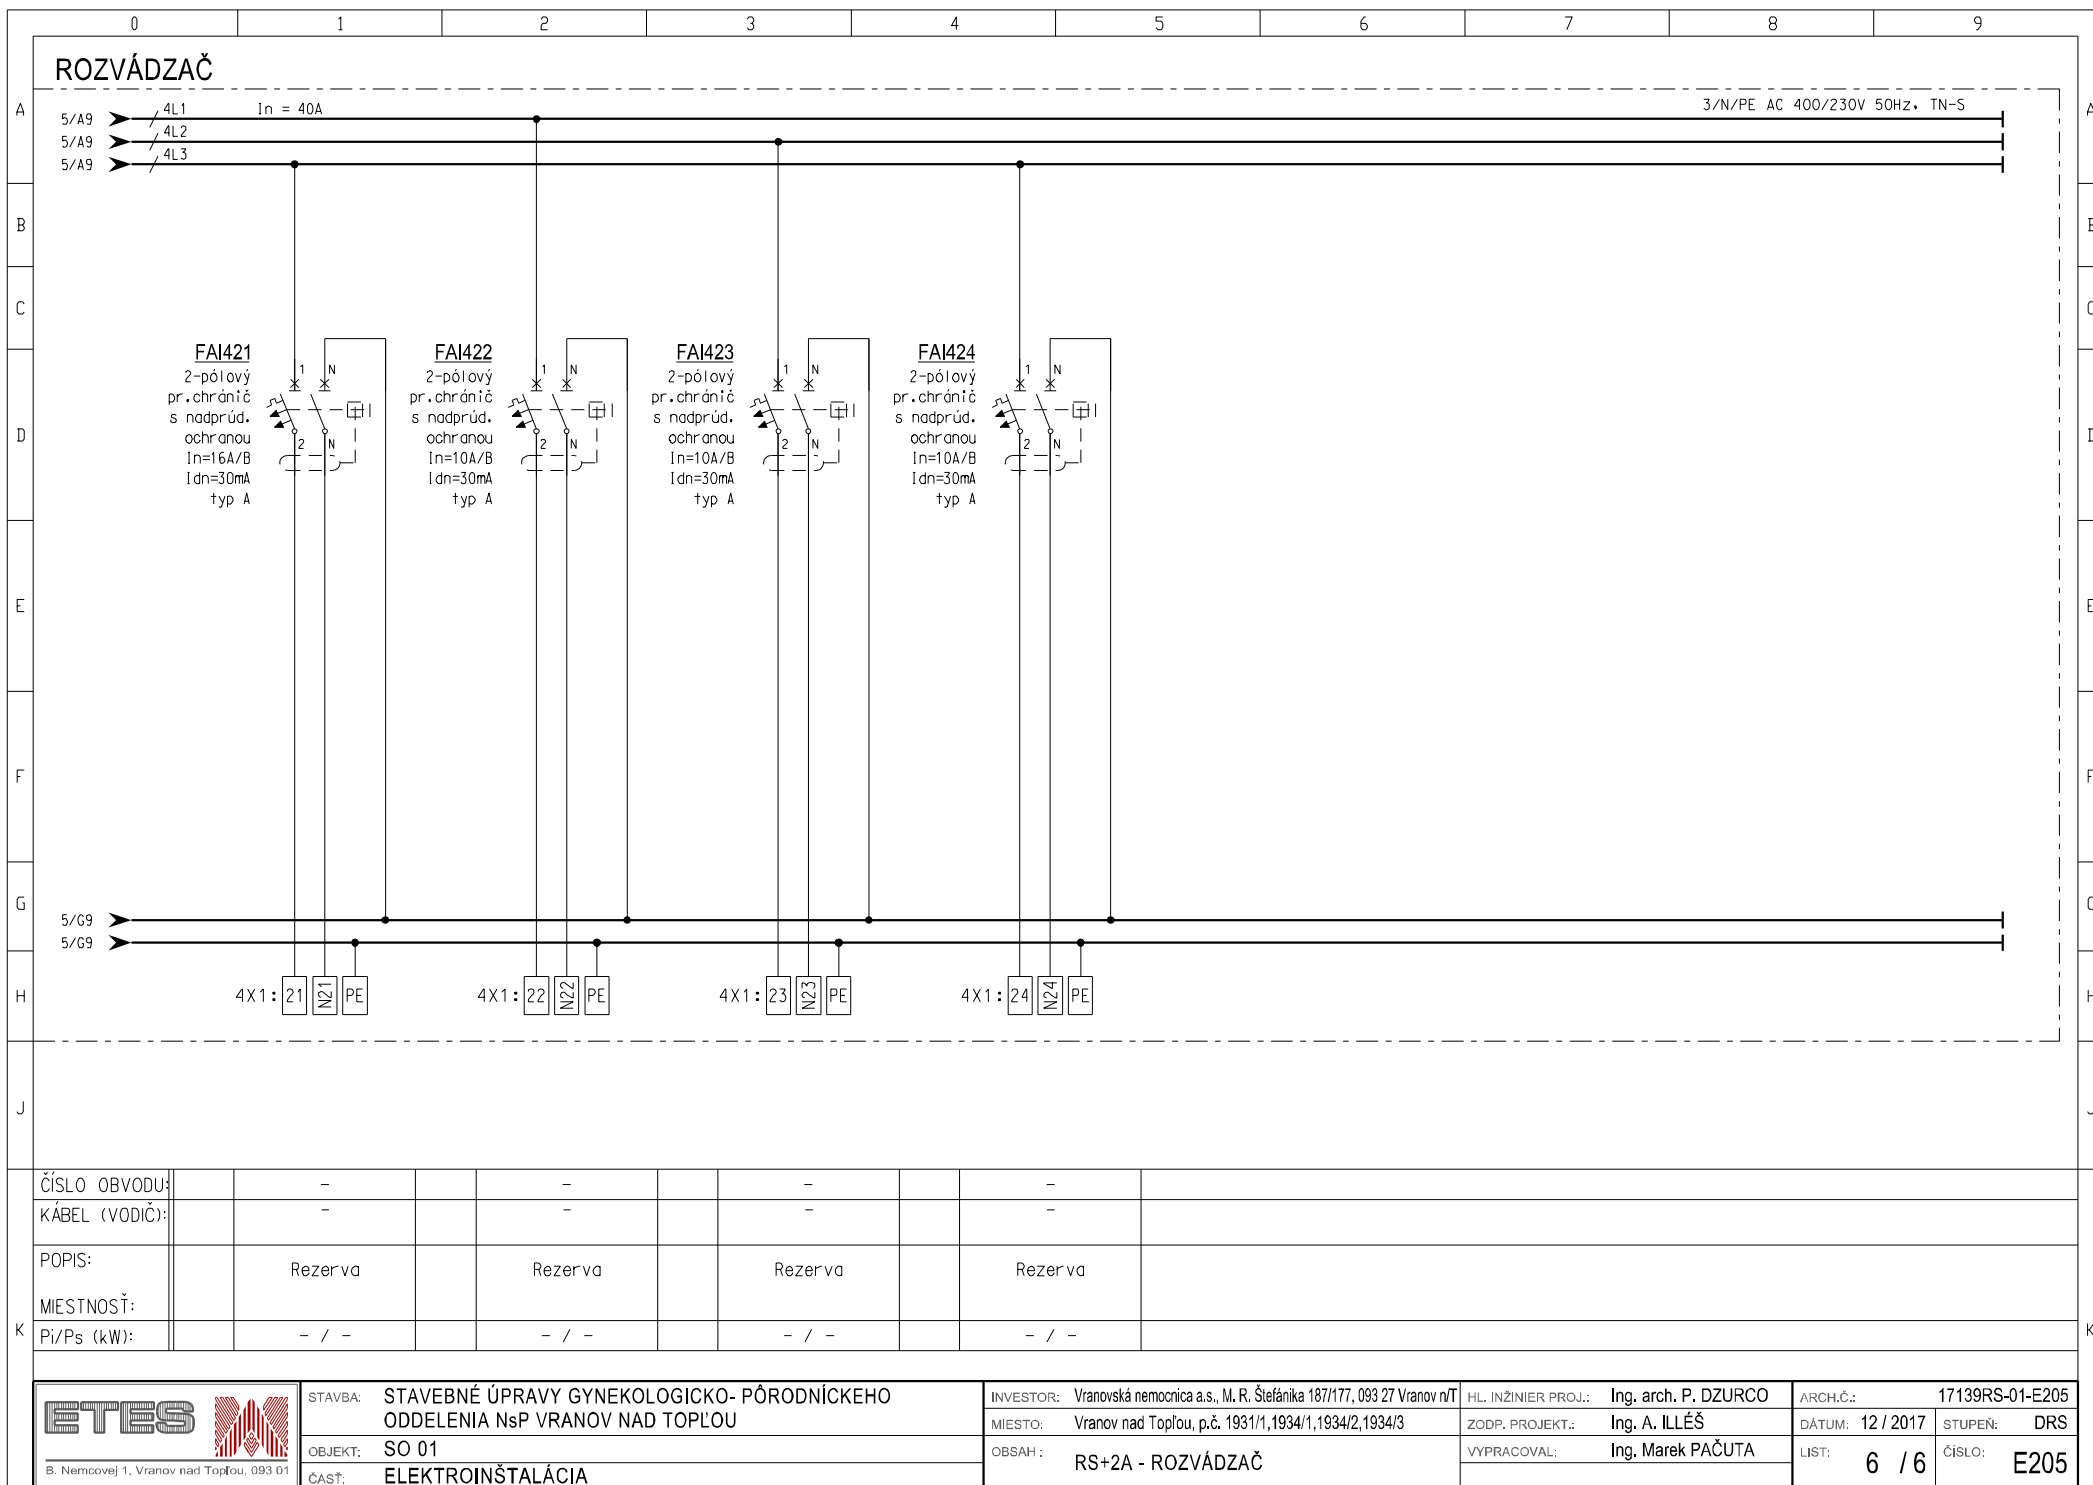 0 1 2 3 4 5 6 7 8 9
ROZVÁDZAČ
A
5/A9 4L1 In = 40A 3/N/PE AC 400/230V 50Hz, TN-S
5/A9 4L2
5/A9 4L3
B
C
D
FAI421
2-pólový
pr.chránič
s nadprúd.
ochranou
In=16A/B
Idn=30mA
typ A
1 N
2 N
FAI422
2-pólový
pr.chránič
s nadprúd.
ochranou
In=10A/B
Idn=30mA
typ A
1 N
2 N
FAI423
2-pólový
pr.chránič
s nadprúd.
ochranou
In=10A/B
Idn=30mA
typ A
1 N
2 N
FAI424
2-pólový
pr.chránič
s nadprúd.
ochranou
In=10A/B
Idn=30mA
typ A
1 N
2 N
E
F
G
5/G9
5/G9
H
4X1: 21 N21 PE 4X1: 22 N22 PE 4X1: 23 N23 PE 4X1: 24 N24 PE
J
K
ČÍSLO OBVODU: - - - -
KÁBEL (VODIČ): - - - -
POPIS: Rezerva Rezerva Rezerva Rezerva
MIESTNOSŤ:
Pi/Ps (kW): - / - - / - - / - - / -
ETES
B. Nemcovej 1, Vranov nad Topľou, 093 01
STAVBA: STAVEBNÉ ÚPRAVY GYNEKOLOGICKO- PÔRODNÍCKEHO
ODDELENIA NsP VRANOV NAD TOPĽOU
OBJEKT: SO 01
ČASŤ: ELEKTROINŠTALÁCIA
INVESTOR: Vranovská nemocnica a.s., M. R. Štefánika 187/177, 093 27 Vranov n/T
MIESTO: Vranov nad Topľou, p.č. 1931/1,1934/1,1934/2,1934/3
OBSAH : RS+2A - ROZVÁDZAČ
HL. INŽINIER PROJ.: Ing. arch. P. DZURCO
ZODP. PROJEKT.: Ing. A. ILLÉŠ
VYPRACOVAL: Ing. Marek PAČUTA
ARCH.Č.: 17139RS-01-E205
DÁTUM: 12 / 2017 STUPEŇ: DRS
LIST: 6 / 6 ČÍSLO: E205